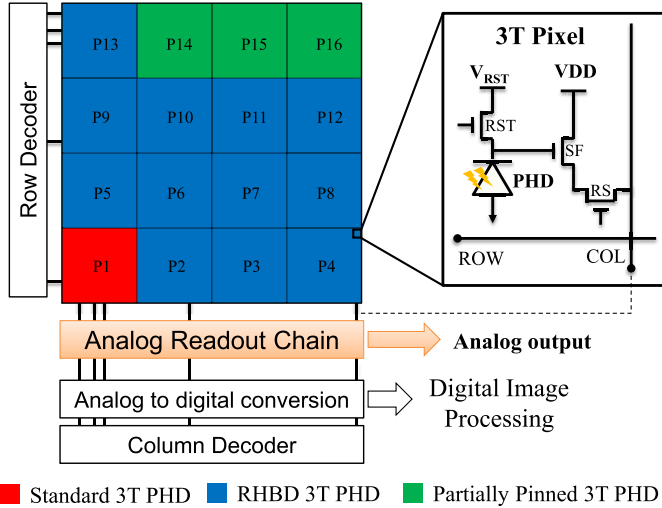 Row Decoder
P13 P14 P15 P16
P9 P10 P11 P12
P5 P6 P7 P8
P1 P2 P3 P4
3T Pixel
VRST VDD
RST
SF
PHD
RS
ROW
COL
Analog Readout Chain
Analog output
Analog to digital conversion
Digital Image
Processing
Column Decoder
Standard 3T PHD
RHBD 3T PHD
Partially Pinned 3T PHD